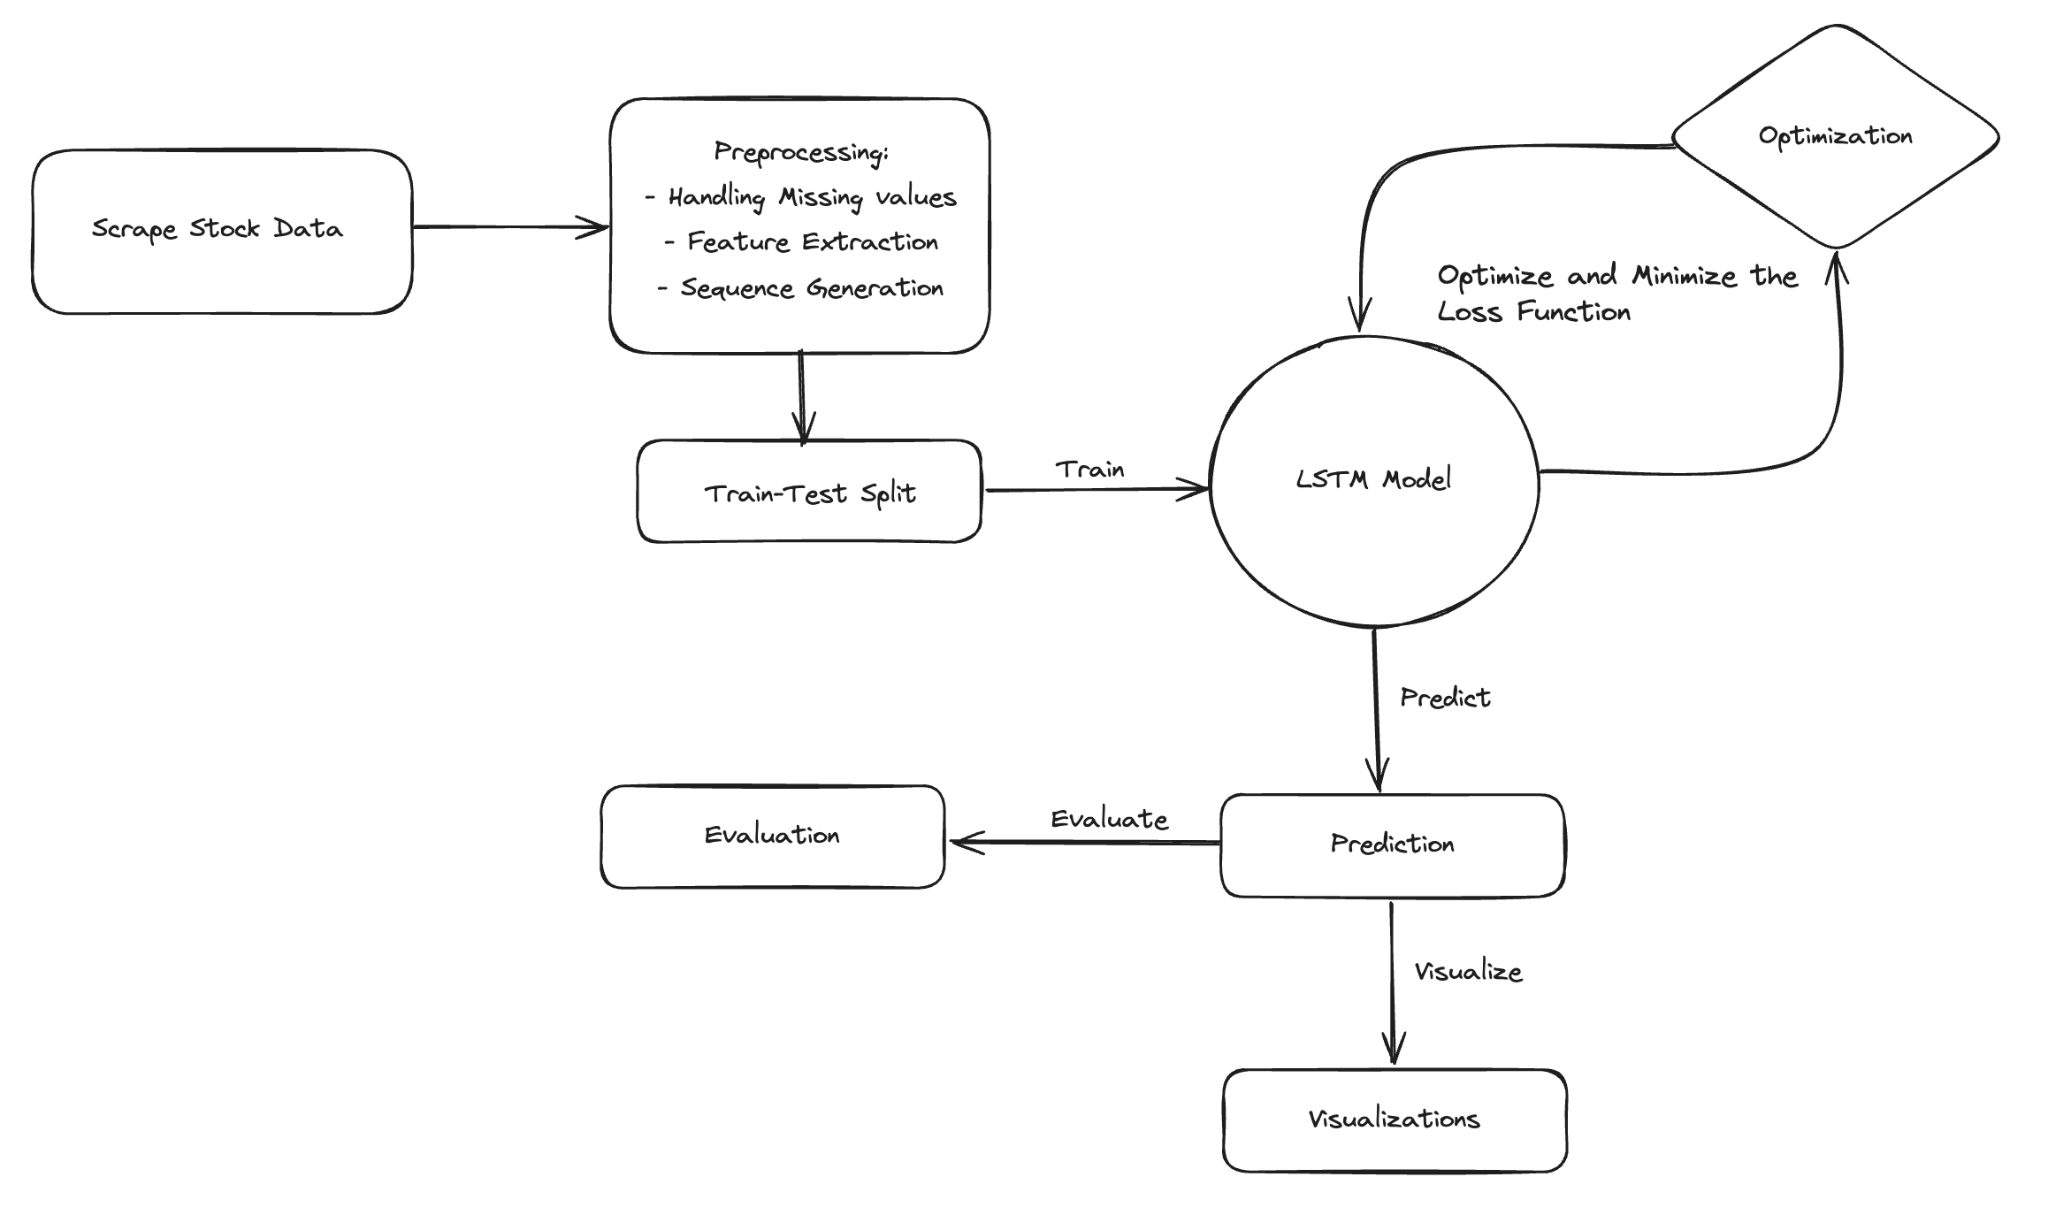 Scrape Stock Data
Preprocessing:
- Handling Missing values
- Feature Extraction
- Sequence Generation
Train-Test Split
Train
LSTM Model
Optimization
Optimize and Minimize the
Loss Function
Predict
Prediction
Evaluate
Evaluation
Visualize
Visualizations